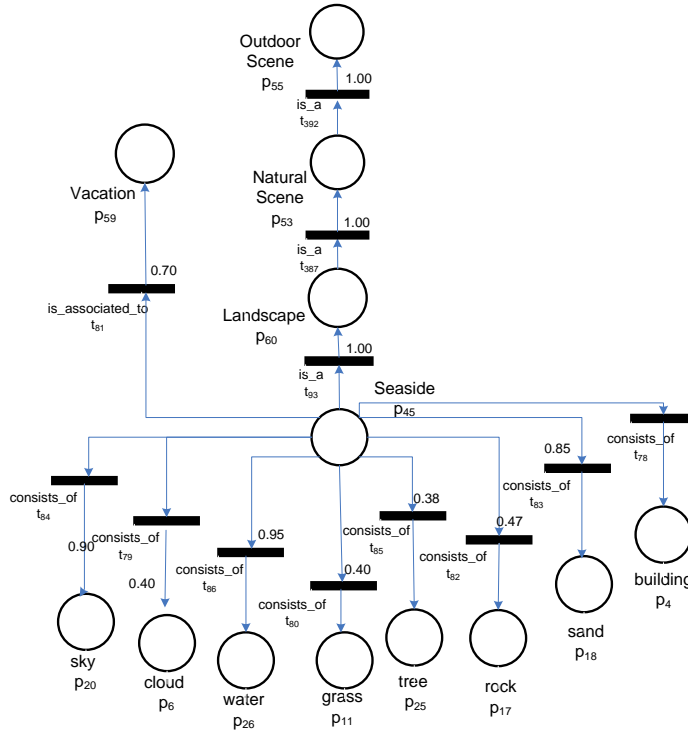 Outdoor
Scene
p55
1.00
is_a
t392
Natural
Scene
p53
1.00
is_a
t387
Vacation
p59
0.70
is_associated_to
t81
Landscape
p60
1.00
is_a
t93
Seaside
p45
consists_of
t84
0.90
consists_of
t79
0.40
0.95
consists_of
t86
0.40
consists_of
t80
0.38
consists_of
t85
0.47
consists_of
t82
0.85
consists_of
t83
consists_of
t78
sky
p20
cloud
p6
water
p26
grass
p11
tree
p25
rock
p17
sand
p18
building
p4